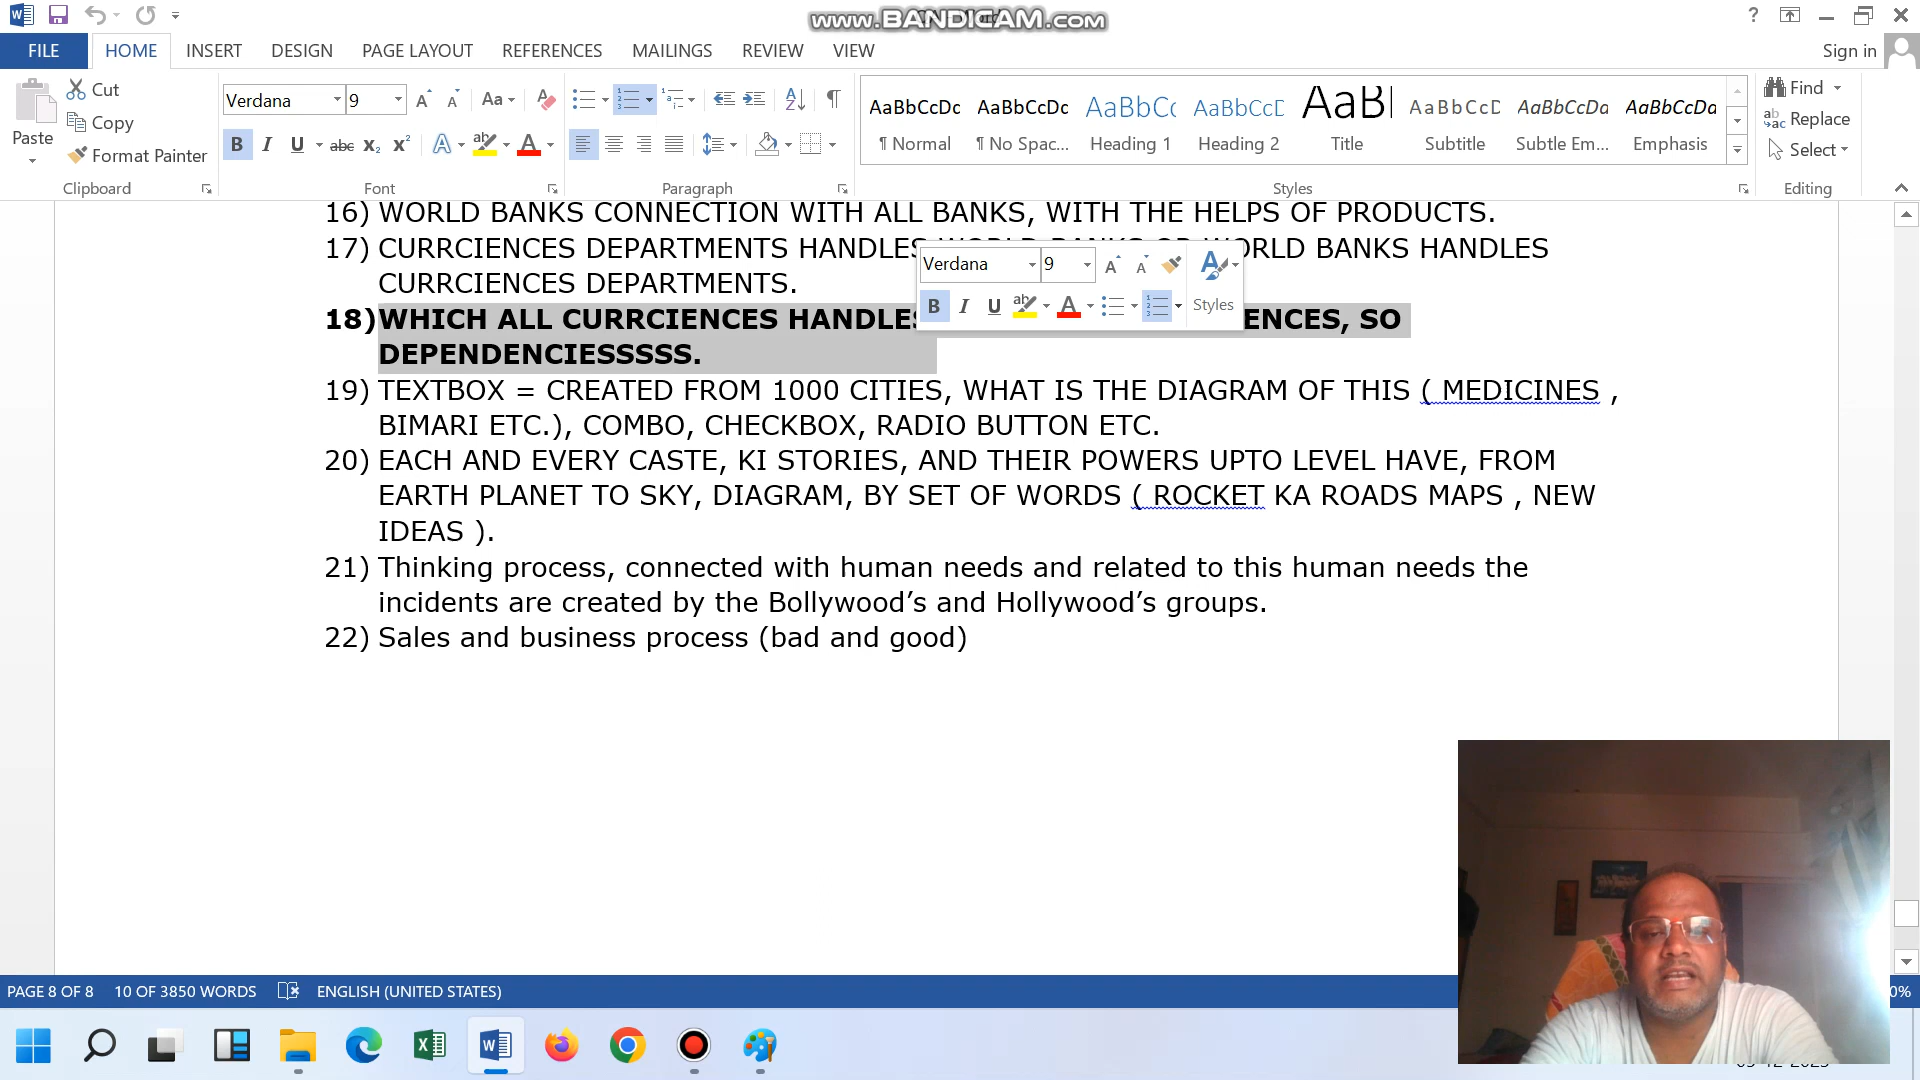 www.BANDICAM.com
FILE HOME INSERT DESIGN PAGE LAYOUT REFERENCES MAILINGS REVIEW VIEW Sign in
Paste
Cut
Copy
Format Painter
Clipboard
Verdana 9
Font
Paragraph
AaBbCcDc AaBbCcDc AaBbC AaBbCcD AaB AaBbCcD AaBbCcDa AaBbCcDa
¶ Normal ¶ No Spac... Heading 1 Heading 2 Title Subtitle Subtle Em... Emphasis
Styles
Find
Replace
Select
Editing
16) WORLD BANKS CONNECTION WITH ALL BANKS, WITH THE HELPS OF PRODUCTS.
17) CURRCIENCES DEPARTMENTS HANDLES WORLD BANKS OR WORLD BANKS HANDLES
CURRCIENCES DEPARTMENTS.
Verdana 9
Styles
18) WHICH ALL CURRCIENCES HANDLES ENCES, SO
DEPENDENCIESSSSS.
19) TEXTBOX = CREATED FROM 1000 CITIES, WHAT IS THE DIAGRAM OF THIS ( MEDICINES ,
BIMARI ETC.), COMBO, CHECKBOX, RADIO BUTTON ETC.
20) EACH AND EVERY CASTE, KI STORIES, AND THEIR POWERS UPTO LEVEL HAVE, FROM
EARTH PLANET TO SKY, DIAGRAM, BY SET OF WORDS ( ROCKET KA ROADS MAPS , NEW
IDEAS ).
21) Thinking process, connected with human needs and related to this human needs the
incidents are created by the Bollywood’s and Hollywood’s groups.
22) Sales and business process (bad and good)
PAGE 8 OF 8 10 OF 3850 WORDS ENGLISH (UNITED STATES)